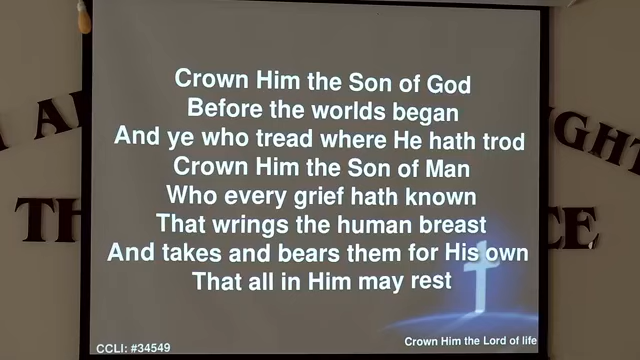 Crown Him the Son of God
Before the worlds began
And ye who tread where He hath trod
Crown Him the Son of Man
Who every grief hath known
That wrings the human breast
And takes and bears them for His own
That all in Him may rest
CCLI: #34549
Crown Him the Lord of life